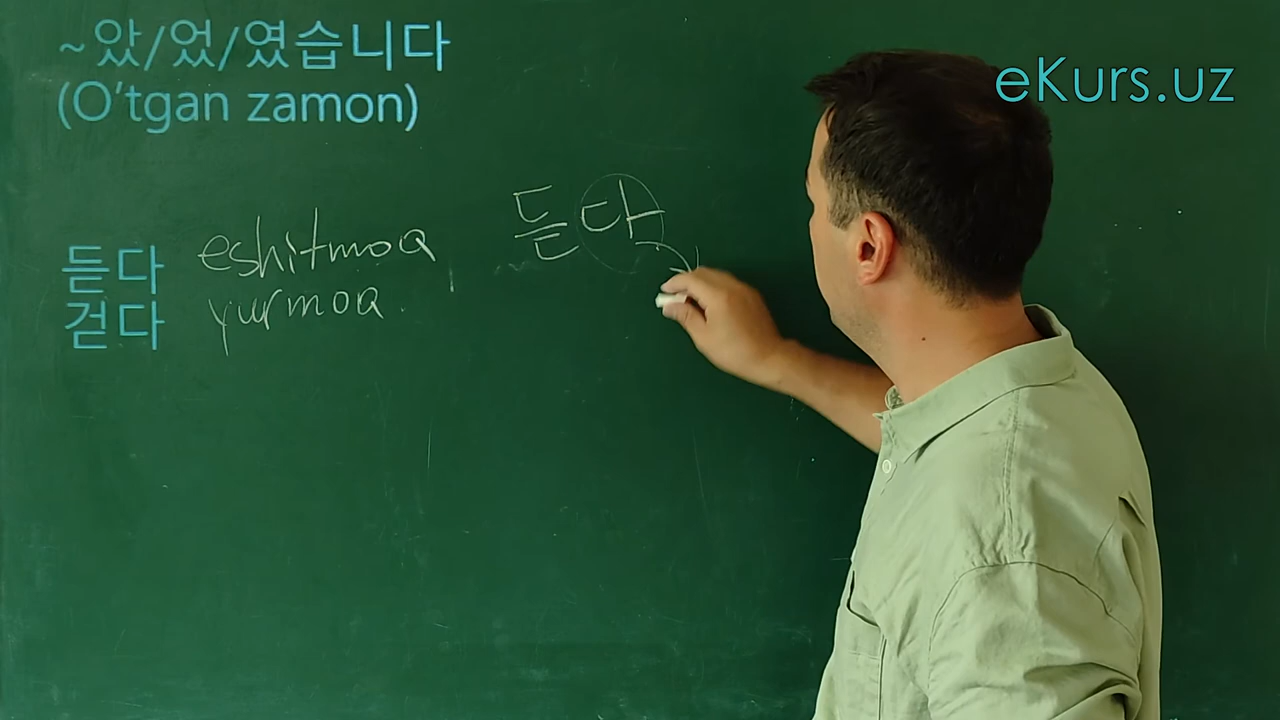 ~았/었/였습니다
(O'tgan zamon)
eKurs.uz
듣다 eshitmoq
걷다 yurmoq.
듣다